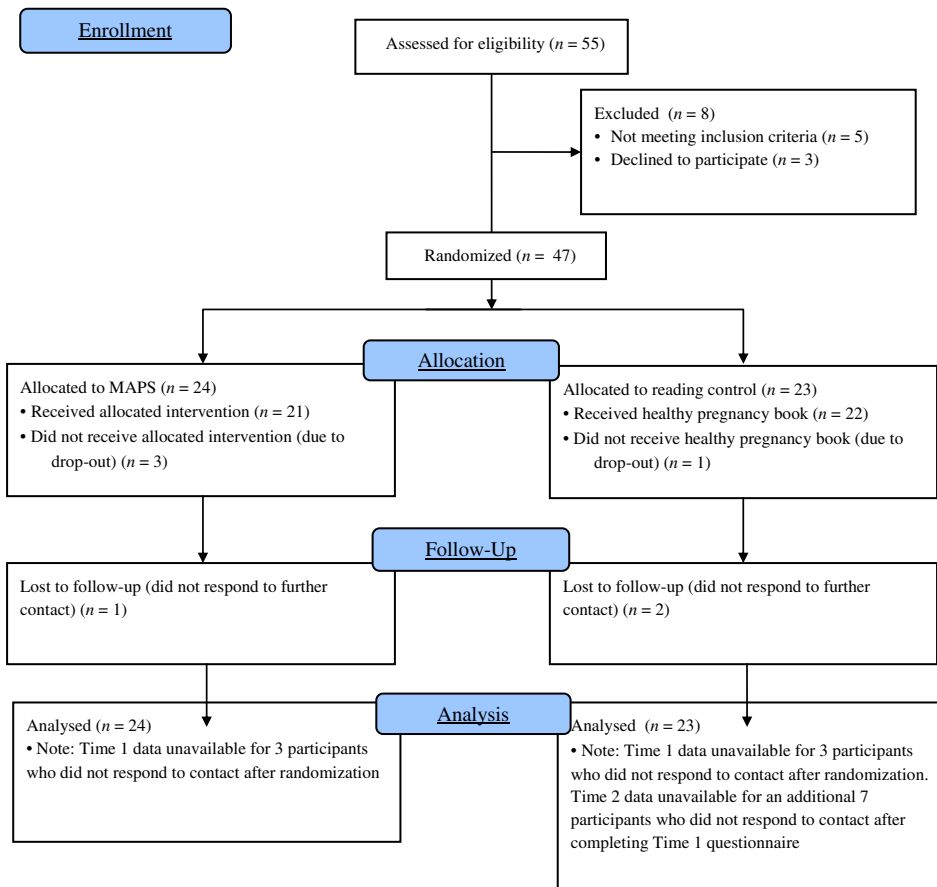 Enrollment
Assessed for eligibility (n = 55)
Excluded (n = 8)
• Not meeting inclusion criteria (n = 5)
• Declined to participate (n = 3)
Randomized (n = 47)
Allocation
Allocated to MAPS (n = 24)
• Received allocated intervention (n = 21)
• Did not receive allocated intervention (due to
drop-out) (n = 3)
Allocated to reading control (n = 23)
• Received healthy pregnancy book (n = 22)
• Did not receive healthy pregnancy book (due to
drop-out) (n = 1)
Follow-Up
Lost to follow-up (did not respond to further
contact) (n = 1)
Lost to follow-up (did not respond to further
contact) (n = 2)
Analysis
Analysed (n = 24)
• Note: Time 1 data unavailable for 3 participants
who did not respond to contact after randomization
Analysed (n = 23)
• Note: Time 1 data unavailable for 3 participants
who did not respond to contact after randomization.
Time 2 data unavailable for an additional 7
participants who did not respond to contact after
completing Time 1 questionnaire